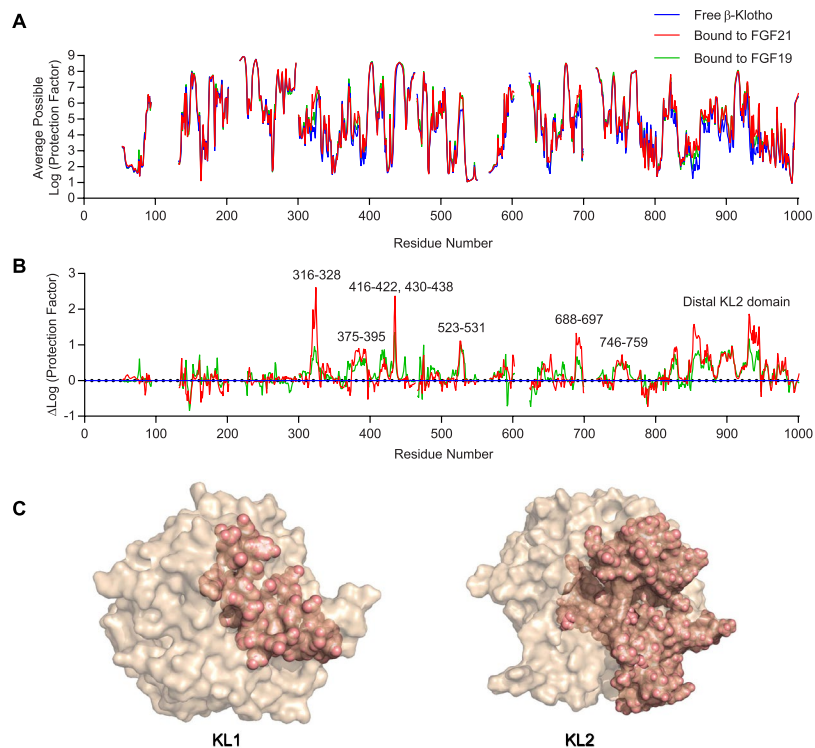 A
Free β-Klotho
Bound to FGF21
Bound to FGF19
Average Possible
Log (Protection Factor)
9
8
7
6
5
4
3
2
1
0
0 100 200 300 400 500 600 700 800 900 1000
Residue Number
B
ΔLog (Protection Factor)
3
2
1
0
-1
316-328
416-422, 430-438
375-395
523-531
688-697
746-759
Distal KL2 domain
0 100 200 300 400 500 600 700 800 900 1000
Residue Number
C
KL1
KL2